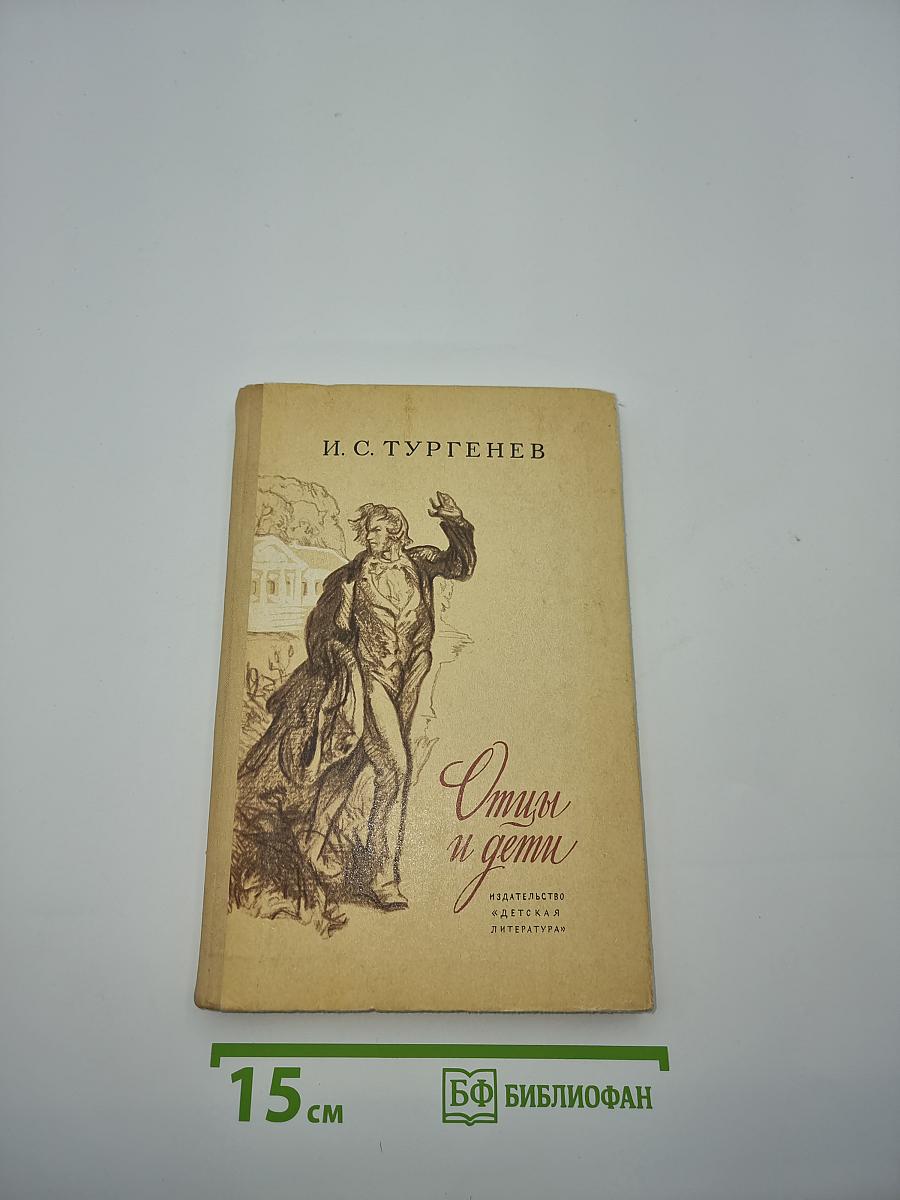 И. С. ТУРГЕНЕВ
Отцы
и дети
ИЗДАТЕЛЬСТВО
«ДЕТСКАЯ
ЛИТЕРАТУРА»
15 см
БФ БИБЛИОФАН